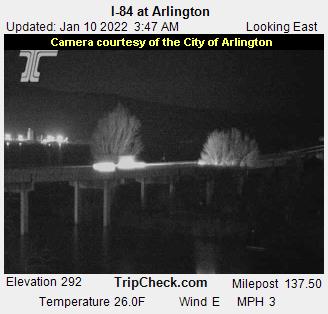 I-84 at Arlington
Updated: Jan 10 2022 3:47 AM Looking East
Camera courtesy of the City of Arlington
Elevation 292 TripCheck.com Milepost 137.50
Temperature 26.0F Wind E MPH 3